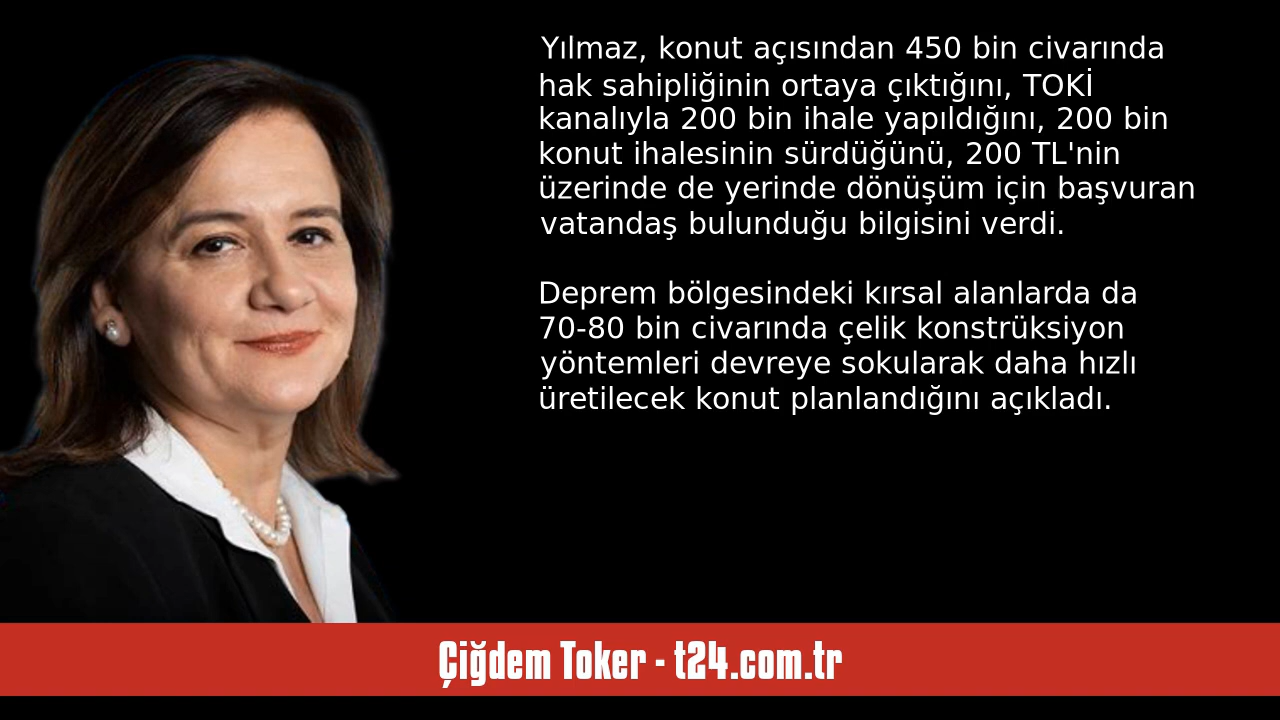 Yılmaz, konut açısından 450 bin civarında
hak sahipliğinin ortaya çıktığını, TOKİ
kanalıyla 200 bin ihale yapıldığını, 200 bin
konut ihalesinin sürdüğünü, 200 TL'nin
üzerinde de yerinde dönüşüm için başvuran
vatandaş bulunduğu bilgisini verdi.
Deprem bölgesindeki kırsal alanlarda da
70-80 bin civarında çelik konstrüksiyon
yöntemleri devreye sokularak daha hızlı
üretilecek konut planlandığını açıkladı.
Çiğdem Toker - t24.com.tr